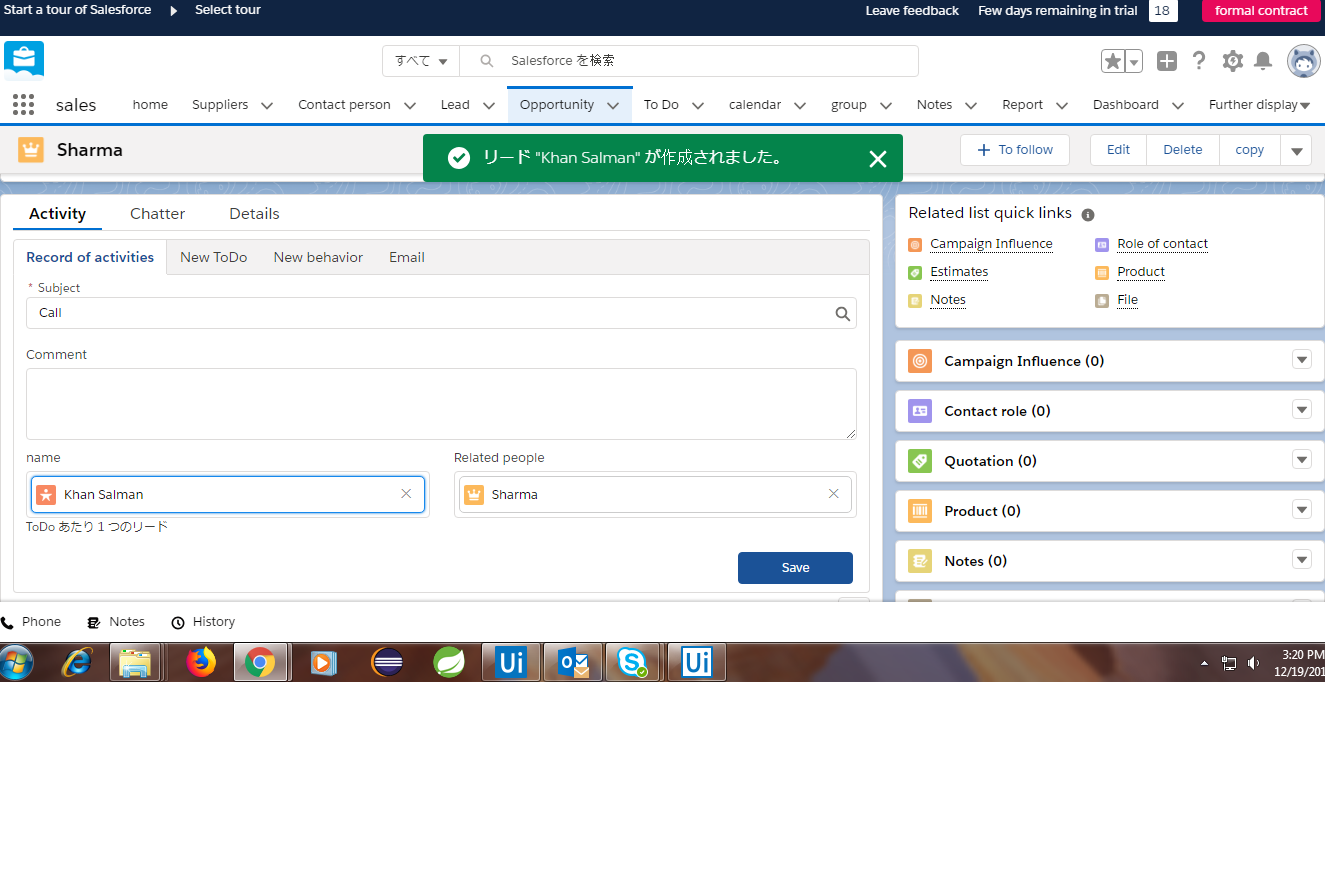 Start a tour of Salesforce Select tour Leave feedback Few days remaining in trial 18 formal contract
すべて Salesforce を検索
sales home Suppliers Contact person Lead Opportunity To Do calendar group Notes Report Dashboard Further display
Sharma リード "Khan Salman" が作成されました。 + To follow Edit Delete copy
Activity Chatter Details
Record of activities New ToDo New behavior Email
* Subject
Call
Comment
name Related people
Khan Salman Sharma
ToDo あたり 1 つのリード
Save
Related list quick links
Campaign Influence Role of contact
Estimates Product
Notes File
Campaign Influence (0)
Contact role (0)
Quotation (0)
Product (0)
Notes (0)
Phone Notes History
Ui Ui
3:20 PM
12/19/201